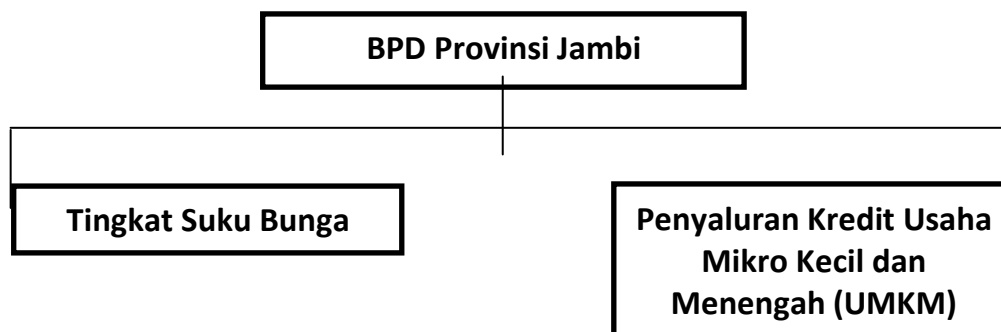 BPD Provinsi Jambi
Tingkat Suku Bunga
Penyaluran Kredit Usaha
Mikro Kecil dan
Menengah (UMKM)